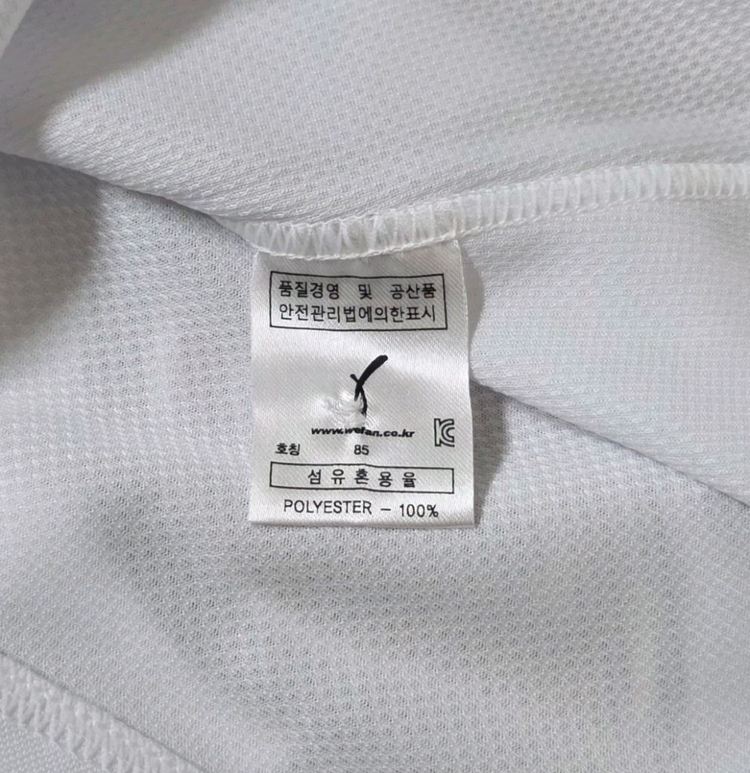 품질경영 및 공산품
안전관리법에의한표시
www.wefan.co.kr
호칭 85
섬유혼용율
POLYESTER - 100%